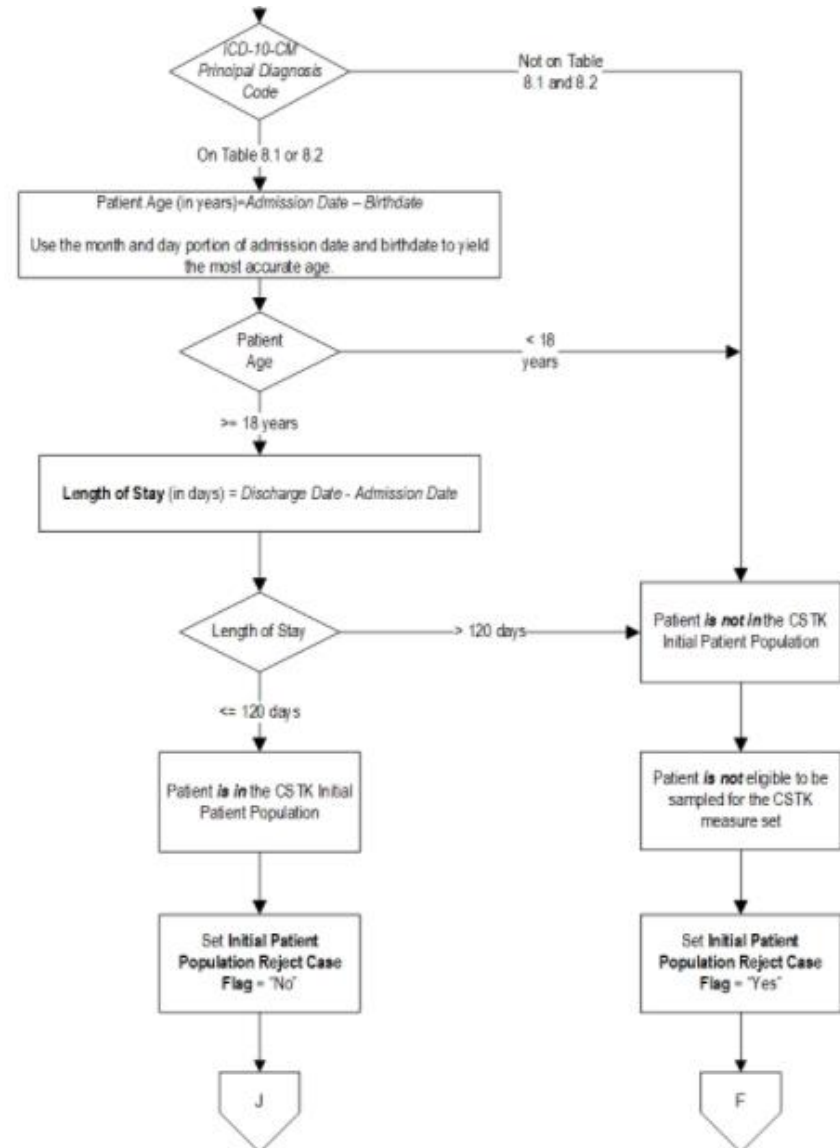 ICD-10-CM
Principal Diagnosis
Code
Not on Table
8.1 and 8.2
On Table 8.1 or 8.2
Patient Age (in years)=Admission Date – Birthdate
Use the month and day portion of admission date and birthdate to yield
the most accurate age.
Patient
Age
< 18
years
>= 18 years
Length of Stay (in days) = Discharge Date - Admission Date
Length of Stay
> 120 days
<= 120 days
Patient is not in the CSTK
Initial Patient Population
Patient is in the CSTK Initial
Patient Population
Patient is not eligible to be
sampled for the CSTK
measure set
Set Initial Patient
Population Reject Case
Flag = "No"
Set Initial Patient
Population Reject Case
Flag = "Yes"
J
F